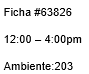 Ficha #63826
12:00 – 4:00pm
Ambiente:203